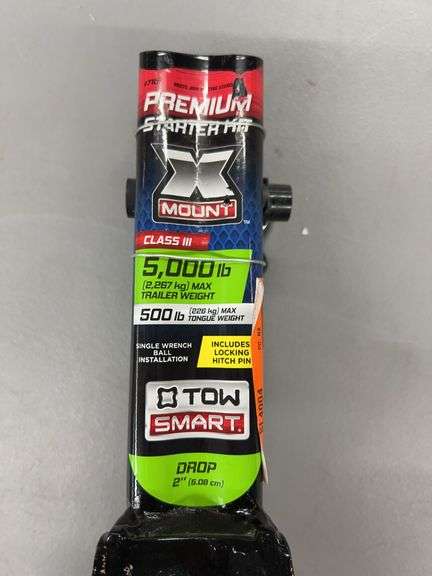 PREMIUM
STARTER KIT
X
MOUNT
TM
CLASS III
5,000 lb
(2,267 kg) MAX
TRAILER WEIGHT
500 lb (226 kg) MAX
TONGUE WEIGHT
SINGLE WRENCH
BALL
INSTALLATION
INCLUDES
LOCKING
HITCH PIN
TOW
SMART
DROP
2" (5.08 cm)